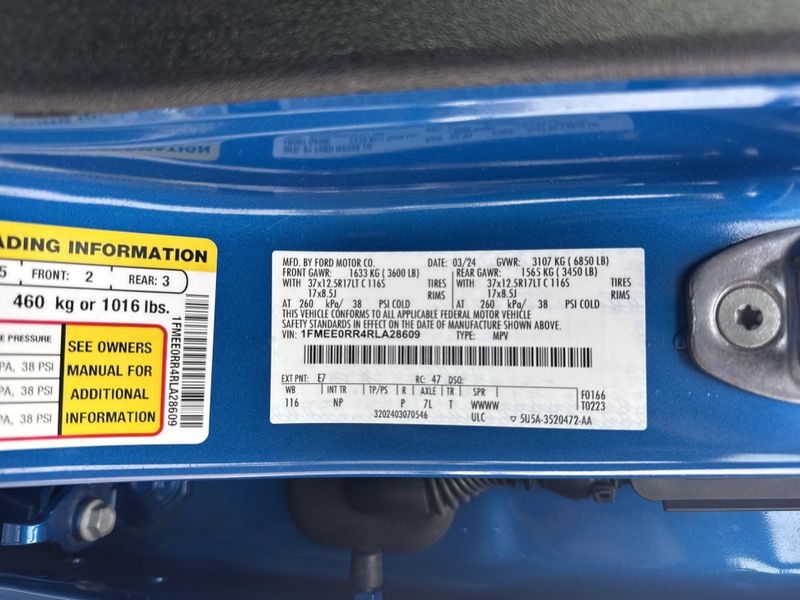 ADING INFORMATION
5 FRONT: 2 REAR: 3
460 kg or 1016 lbs.
E PRESSURE
PA, 38 PSI
PA, 38 PSI
PA, 38 PSI
SEE OWNERS
MANUAL FOR
ADDITIONAL
INFORMATION
1FMEE0RR4RLA28609
MFD. BY FORD MOTOR CO. DATE: 03/24 GVWR: 3107 KG ( 6850 LB)
FRONT GAWR: 1633 KG ( 3600 LB) REAR GAWR: 1565 KG ( 3450 LB)
WITH 37x12.5R17LT C 116S TIRES WITH 37x12.5R17LT C 116S TIRES
17x8.5J RIMS 17x8.5J RIMS
AT 260 kPa/ 38 PSI COLD AT 260 kPa/ 38 PSI COLD
THIS VEHICLE CONFORMS TO ALL APPLICABLE FEDERAL MOTOR VEHICLE
SAFETY STANDARDS IN EFFECT ON THE DATE OF MANUFACTURE SHOWN ABOVE.
VIN: 1FMEE0RR4RLA28609 TYPE: MPV
EXT PNT: E7 RC: 47 DSO:
WB INT TR TP/PS R AXLE TR SPR F0166
116 NP P 7L T WWWW T0223
3202403070546 ULC 5U5A-3520472-AA